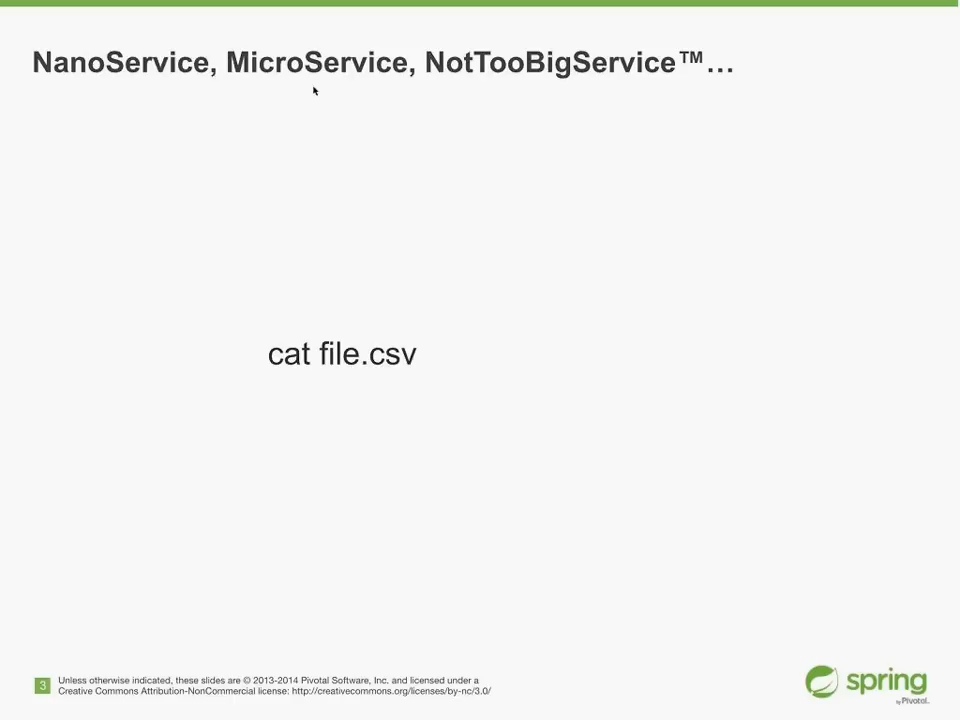 NanoService, MicroService, NotTooBigService™…
cat file.csv
3
Unless otherwise indicated, these slides are © 2013-2014 Pivotal Software, Inc. and licensed under a
Creative Commons Attribution-NonCommercial license: http://creativecommons.org/licenses/by-nc/3.0/
spring
by Pivotal.